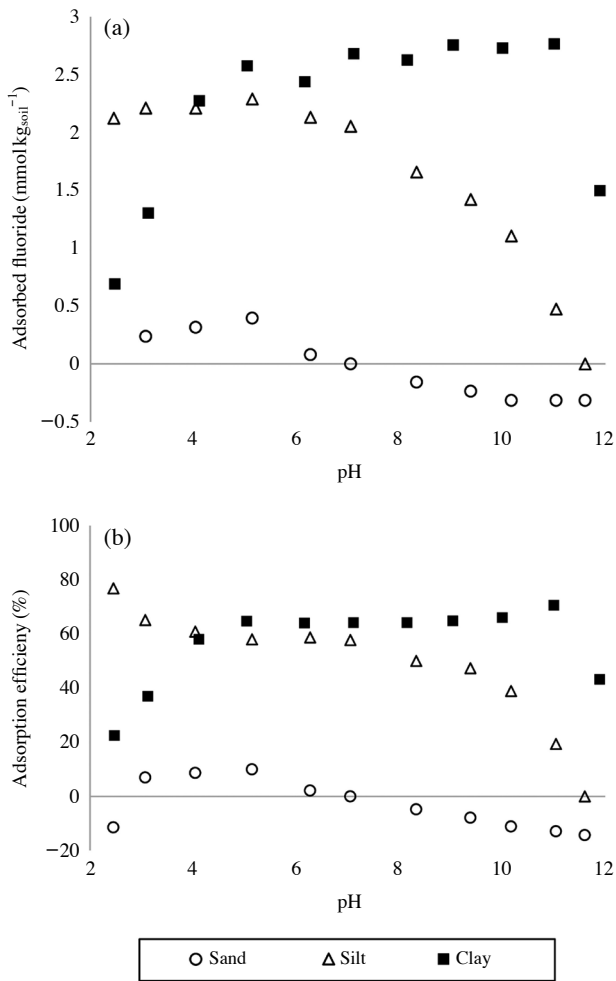 (a)
3
2.5
2
1.5
1
0.5
0
−0.5
2 4 6 8 10 12
pH
Adsorbed fluoride (mmol kgsoil⁻¹)
(b)
100
80
60
40
20
0
−20
2 4 6 8 10 12
pH
Adsorption efficieny (%)
Sand Silt Clay